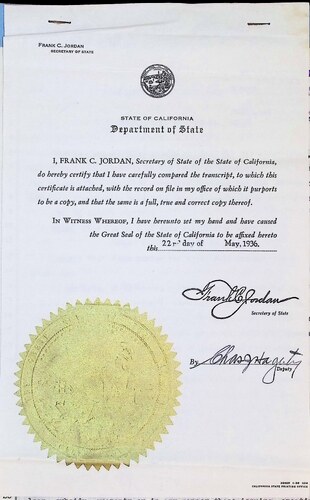 FRANK C. JORDAN
SECRETARY OF STATE
STATE OF CALIFORNIA
Department of State
I, FRANK C. JORDAN, Secretary of State of the State of California,
do hereby certify that I have carefully compared the transcript, to which this
certificate is attached, with the record on file in my office of which it purports
to be a copy, and that the same is a full, true and correct copy thereof.
IN WITNESS WHEREOF, I have hereunto set my hand and have caused
the Great Seal of the State of California to be affixed hereto
this 22nd day of May, 1936.
Frank C. Jordan
Secretary of State
By Chas J Hagerty
Deputy